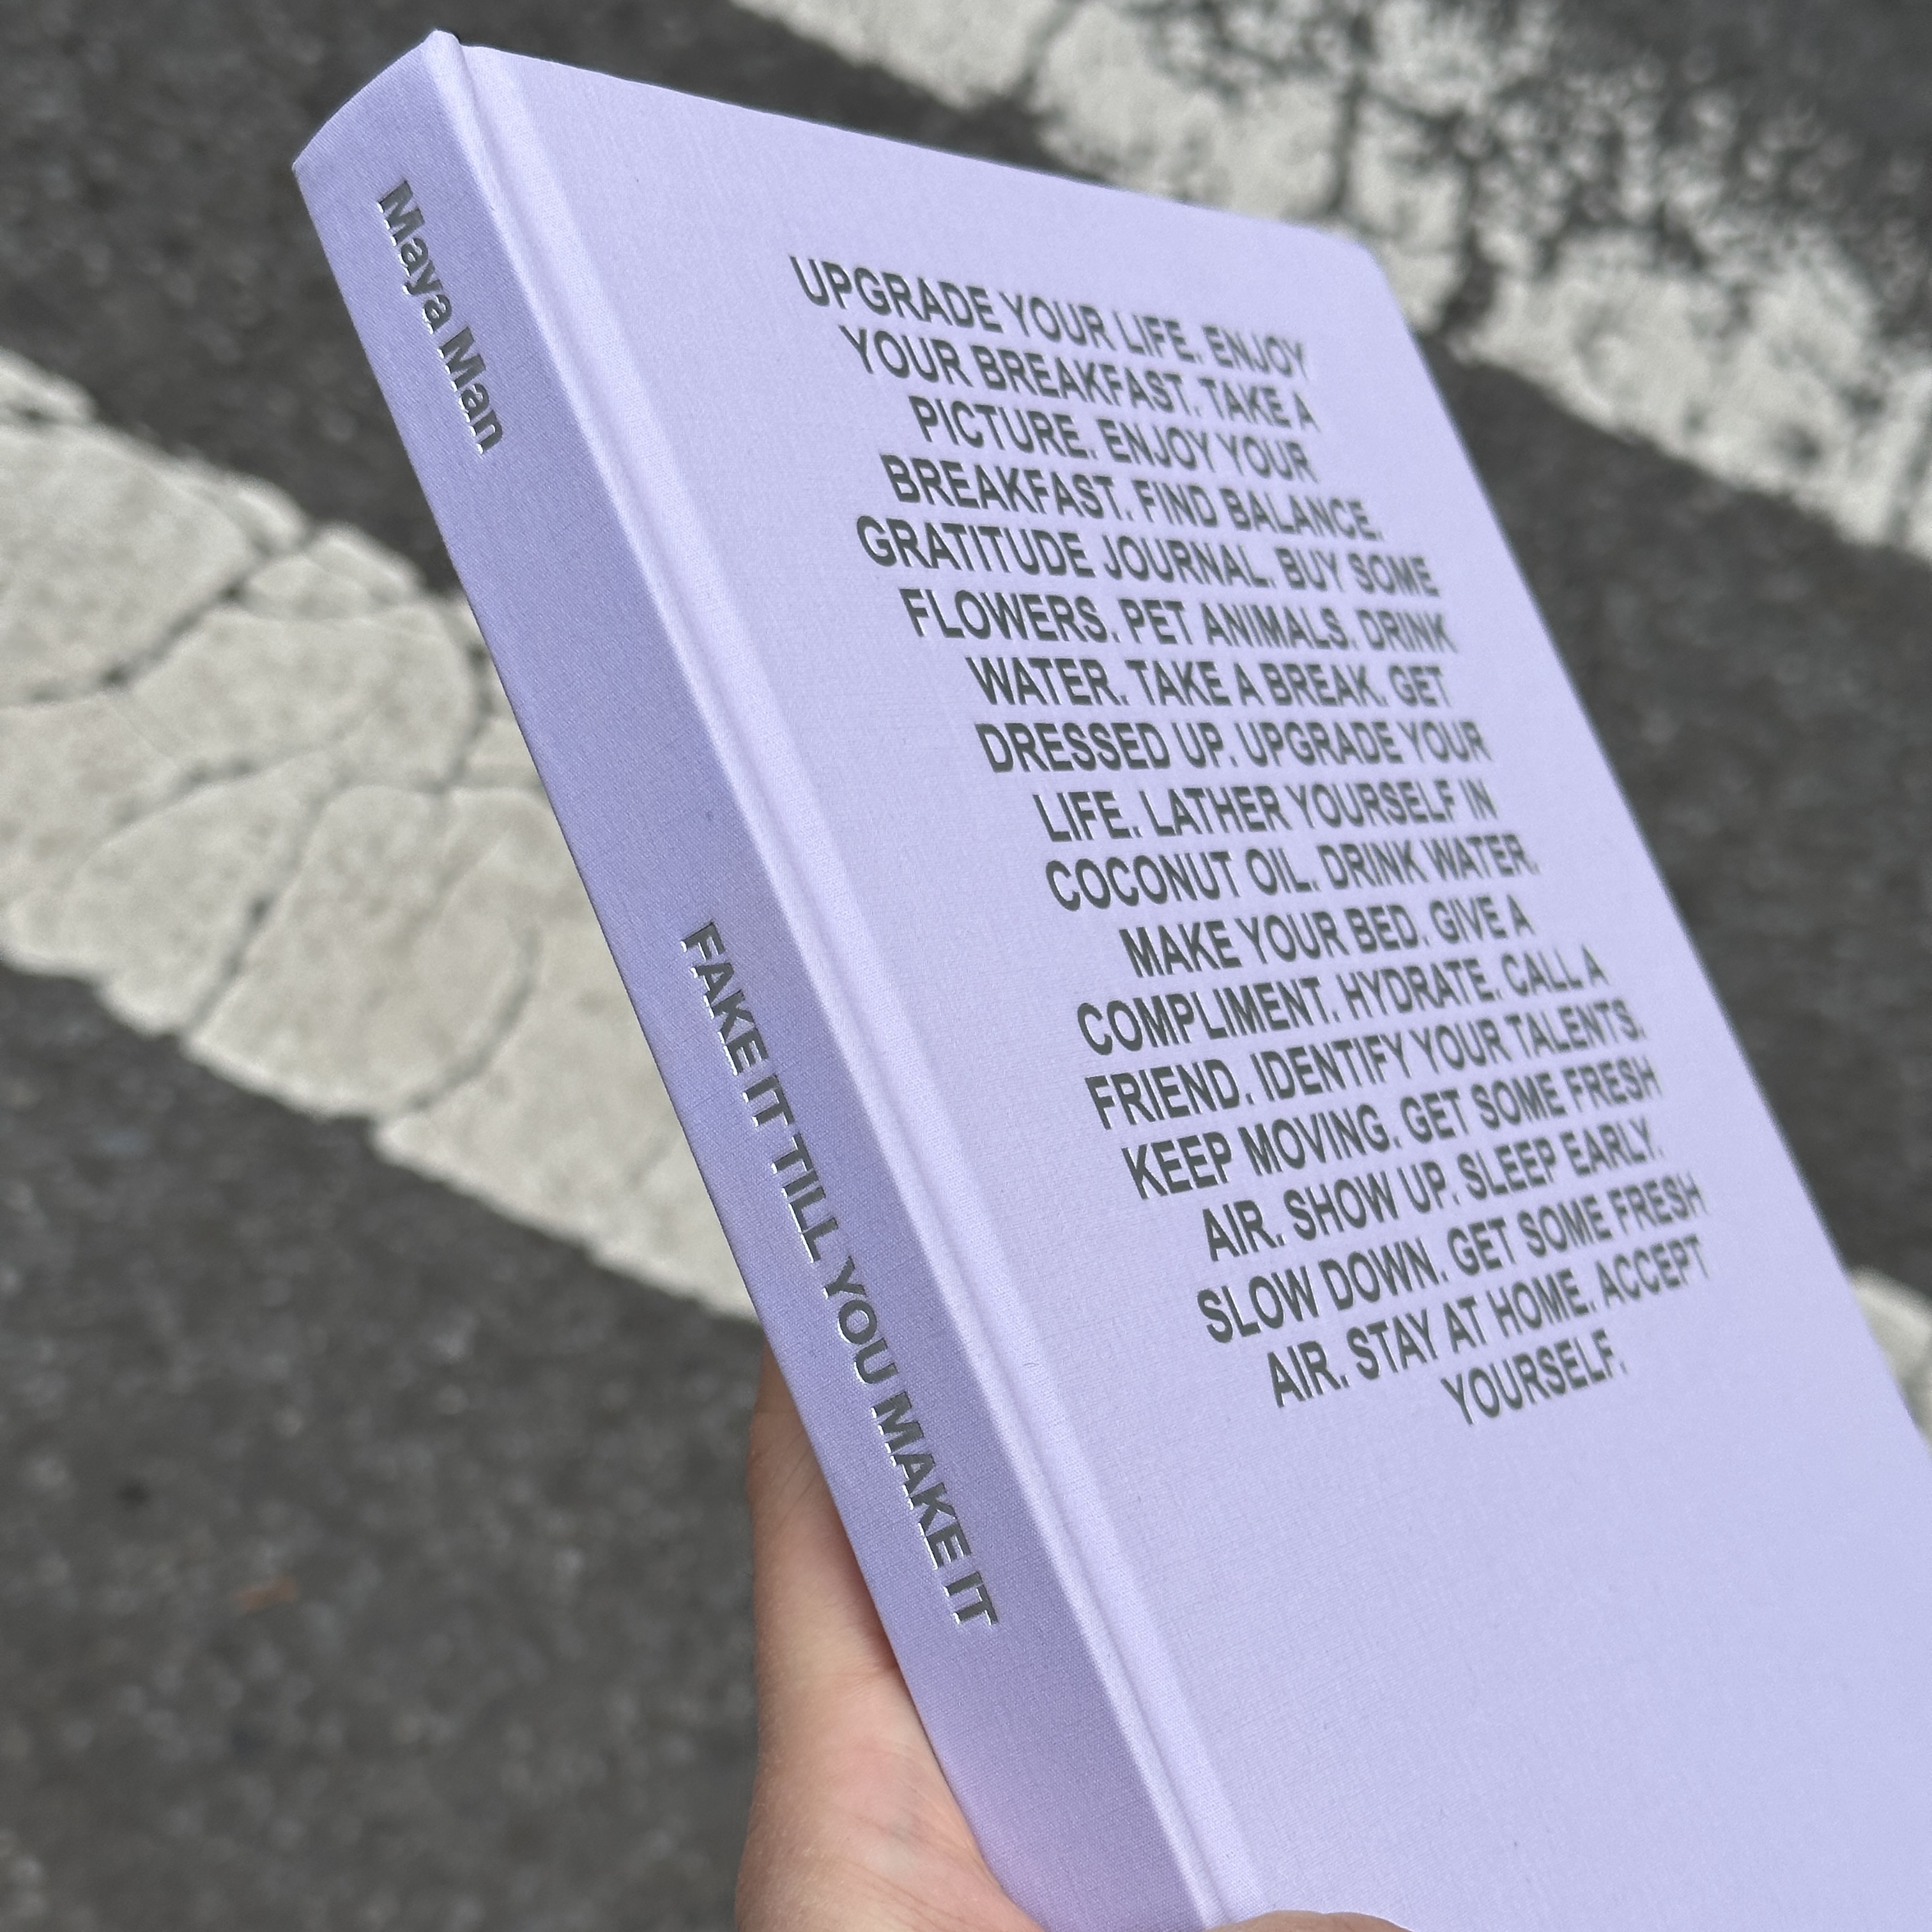 Maya Man
FAKE IT TILL YOU MAKE IT
UPGRADE YOUR LIFE. ENJOY
YOUR BREAKFAST. TAKE A
PICTURE. ENJOY YOUR
BREAKFAST. FIND BALANCE.
GRATITUDE JOURNAL. BUY SOME
FLOWERS. PET ANIMALS. DRINK
WATER. TAKE A BREAK. GET
DRESSED UP. UPGRADE YOUR
LIFE. LATHER YOURSELF IN
COCONUT OIL. DRINK WATER.
MAKE YOUR BED. GIVE A
COMPLIMENT. HYDRATE. CALL A
FRIEND. IDENTIFY YOUR TALENTS.
KEEP MOVING. GET SOME FRESH
AIR. SHOW UP. SLEEP EARLY.
SLOW DOWN. GET SOME FRESH
AIR. STAY AT HOME. ACCEPT
YOURSELF.